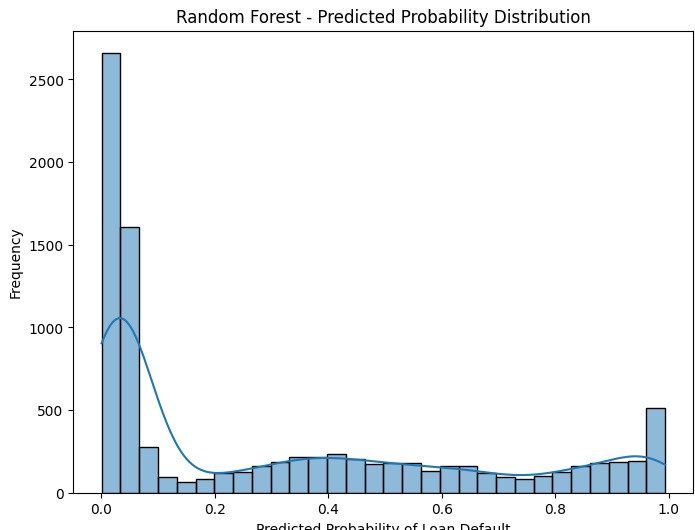 Random Forest - Predicted Probability Distribution
2500
2000
1500
1000
500
0
Frequency
0.0 0.2 0.4 0.6 0.8 1.0
Predicted Probability of Loan Default